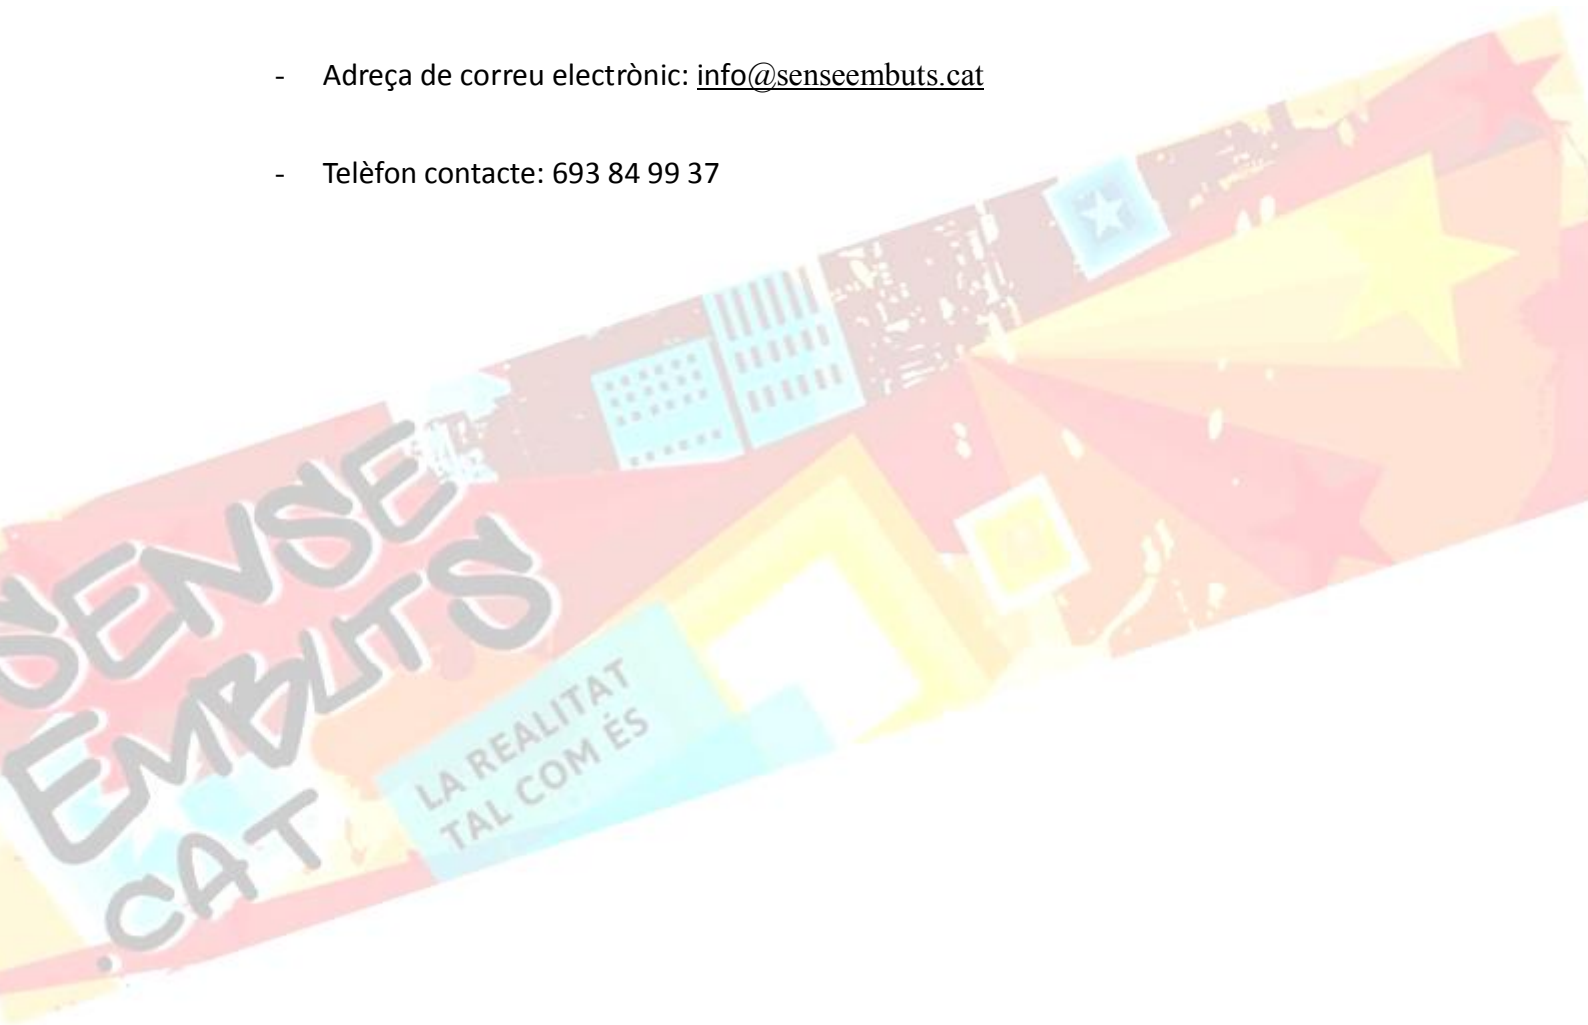 - Adreça de correu electrònic: info@senseembuts.cat
- Telèfon contacte: 693 84 99 37
SENSE
EMBUTS
.CAT
LA REALITAT
TAL COM ÉS